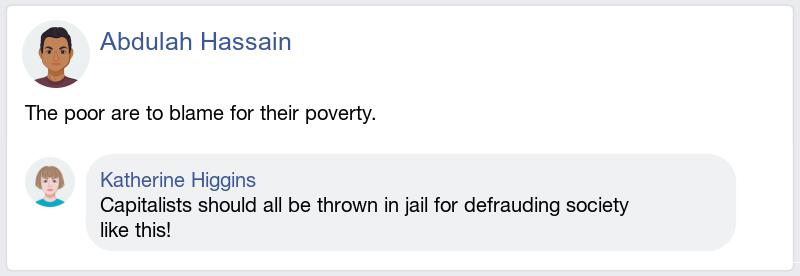 Abdulah Hassain
The poor are to blame for their poverty.
Katherine Higgins
Capitalists should all be thrown in jail for defrauding society
like this!